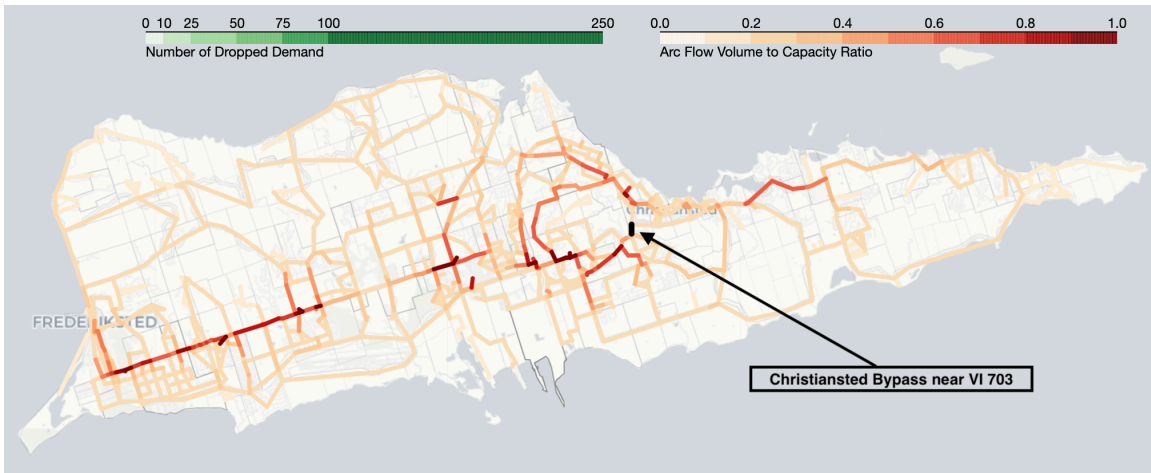 0 10 25 50 75 100 250
Number of Dropped Demand
0.0 0.2 0.4 0.6 0.8 1.0
Arc Flow Volume to Capacity Ratio
Christiansted
FREDERIKSTED
Christiansted Bypass near VI 703